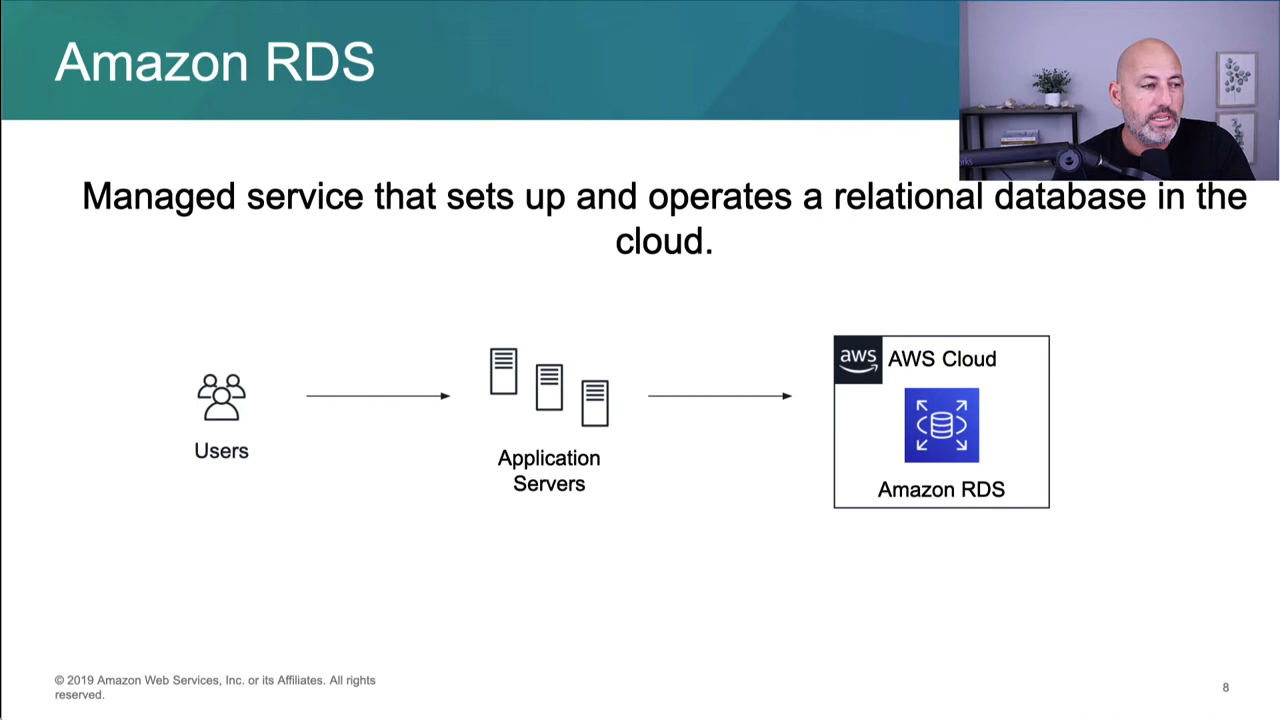 Amazon RDS
Managed service that sets up and operates a relational database in the
cloud.
Users
Application
Servers
aws
AWS Cloud
Amazon RDS
© 2019 Amazon Web Services, Inc. or its Affiliates. All rights
reserved.
8